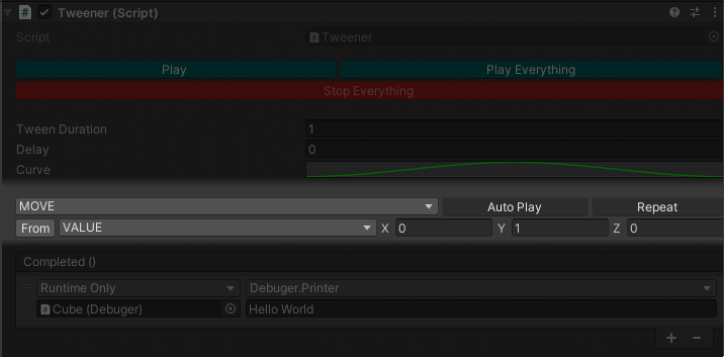 Tweener (Script)
Script Tweener
Play Play Everything
Stop Everything
Tween Duration 1
Delay 0
Curve
MOVE Auto Play Repeat
From VALUE X 0 Y 1 Z 0
Completed ()
Runtime Only Debuger.Printer
Cube (Debuger) Hello World